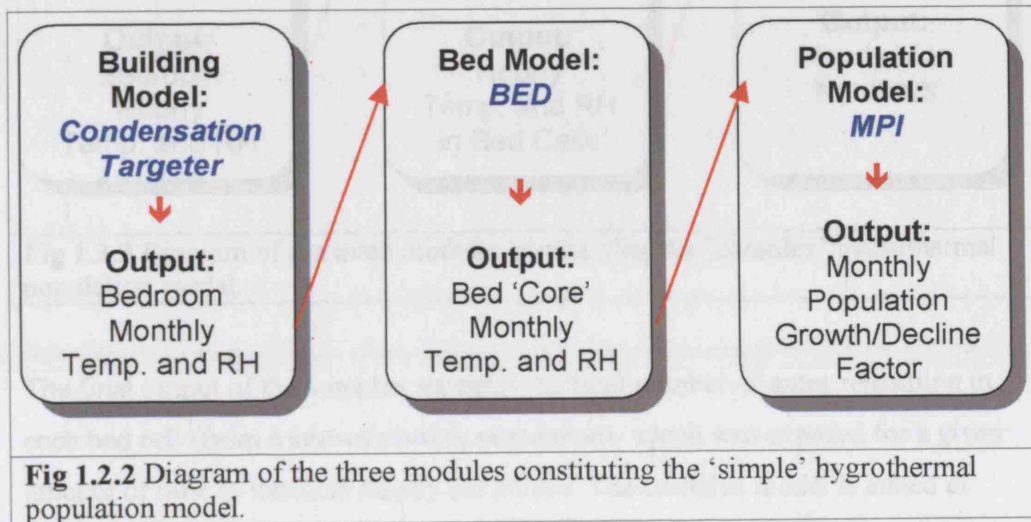 Building
Model:
Condensation
Targeter
Output:
Bedroom
Monthly
Temp. and RH
Bed Model:
BED
Output:
Bed ‘Core’
Monthly
Temp. and RH
Population
Model:
MPI
Output:
Monthly
Population
Growth/Decline
Factor
Fig 1.2.2 Diagram of the three modules constituting the ‘simple’ hygrothermal
population model.